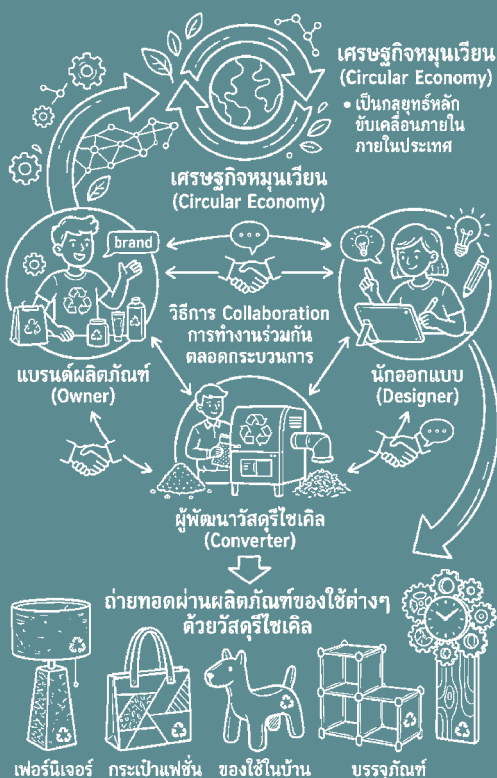 เศรษฐกิจหมุนเวียน
(Circular Economy)
• เป็นกลยุทธ์หลัก
ขับเคลื่อนภายใน
ภายในประเทศ
เศรษฐกิจหมุนเวียน
(Circular Economy)
brand
วิธีการ Collaboration
การทำงานร่วมกัน
ตลอดกระบวนการ
แบรนด์ผลิตภัณฑ์
(Owner)
นักออกแบบ
(Designer)
ผู้พัฒนาวัสดุรีไซเคิล
(Converter)
ถ่ายทอดผ่านผลิตภัณฑ์ของใช้ต่างๆ
ด้วยวัสดุรีไซเคิล
เฟอร์นิเจอร์ กระเป๋าแฟชั่น ของใช้ในบ้าน บรรจุภัณฑ์